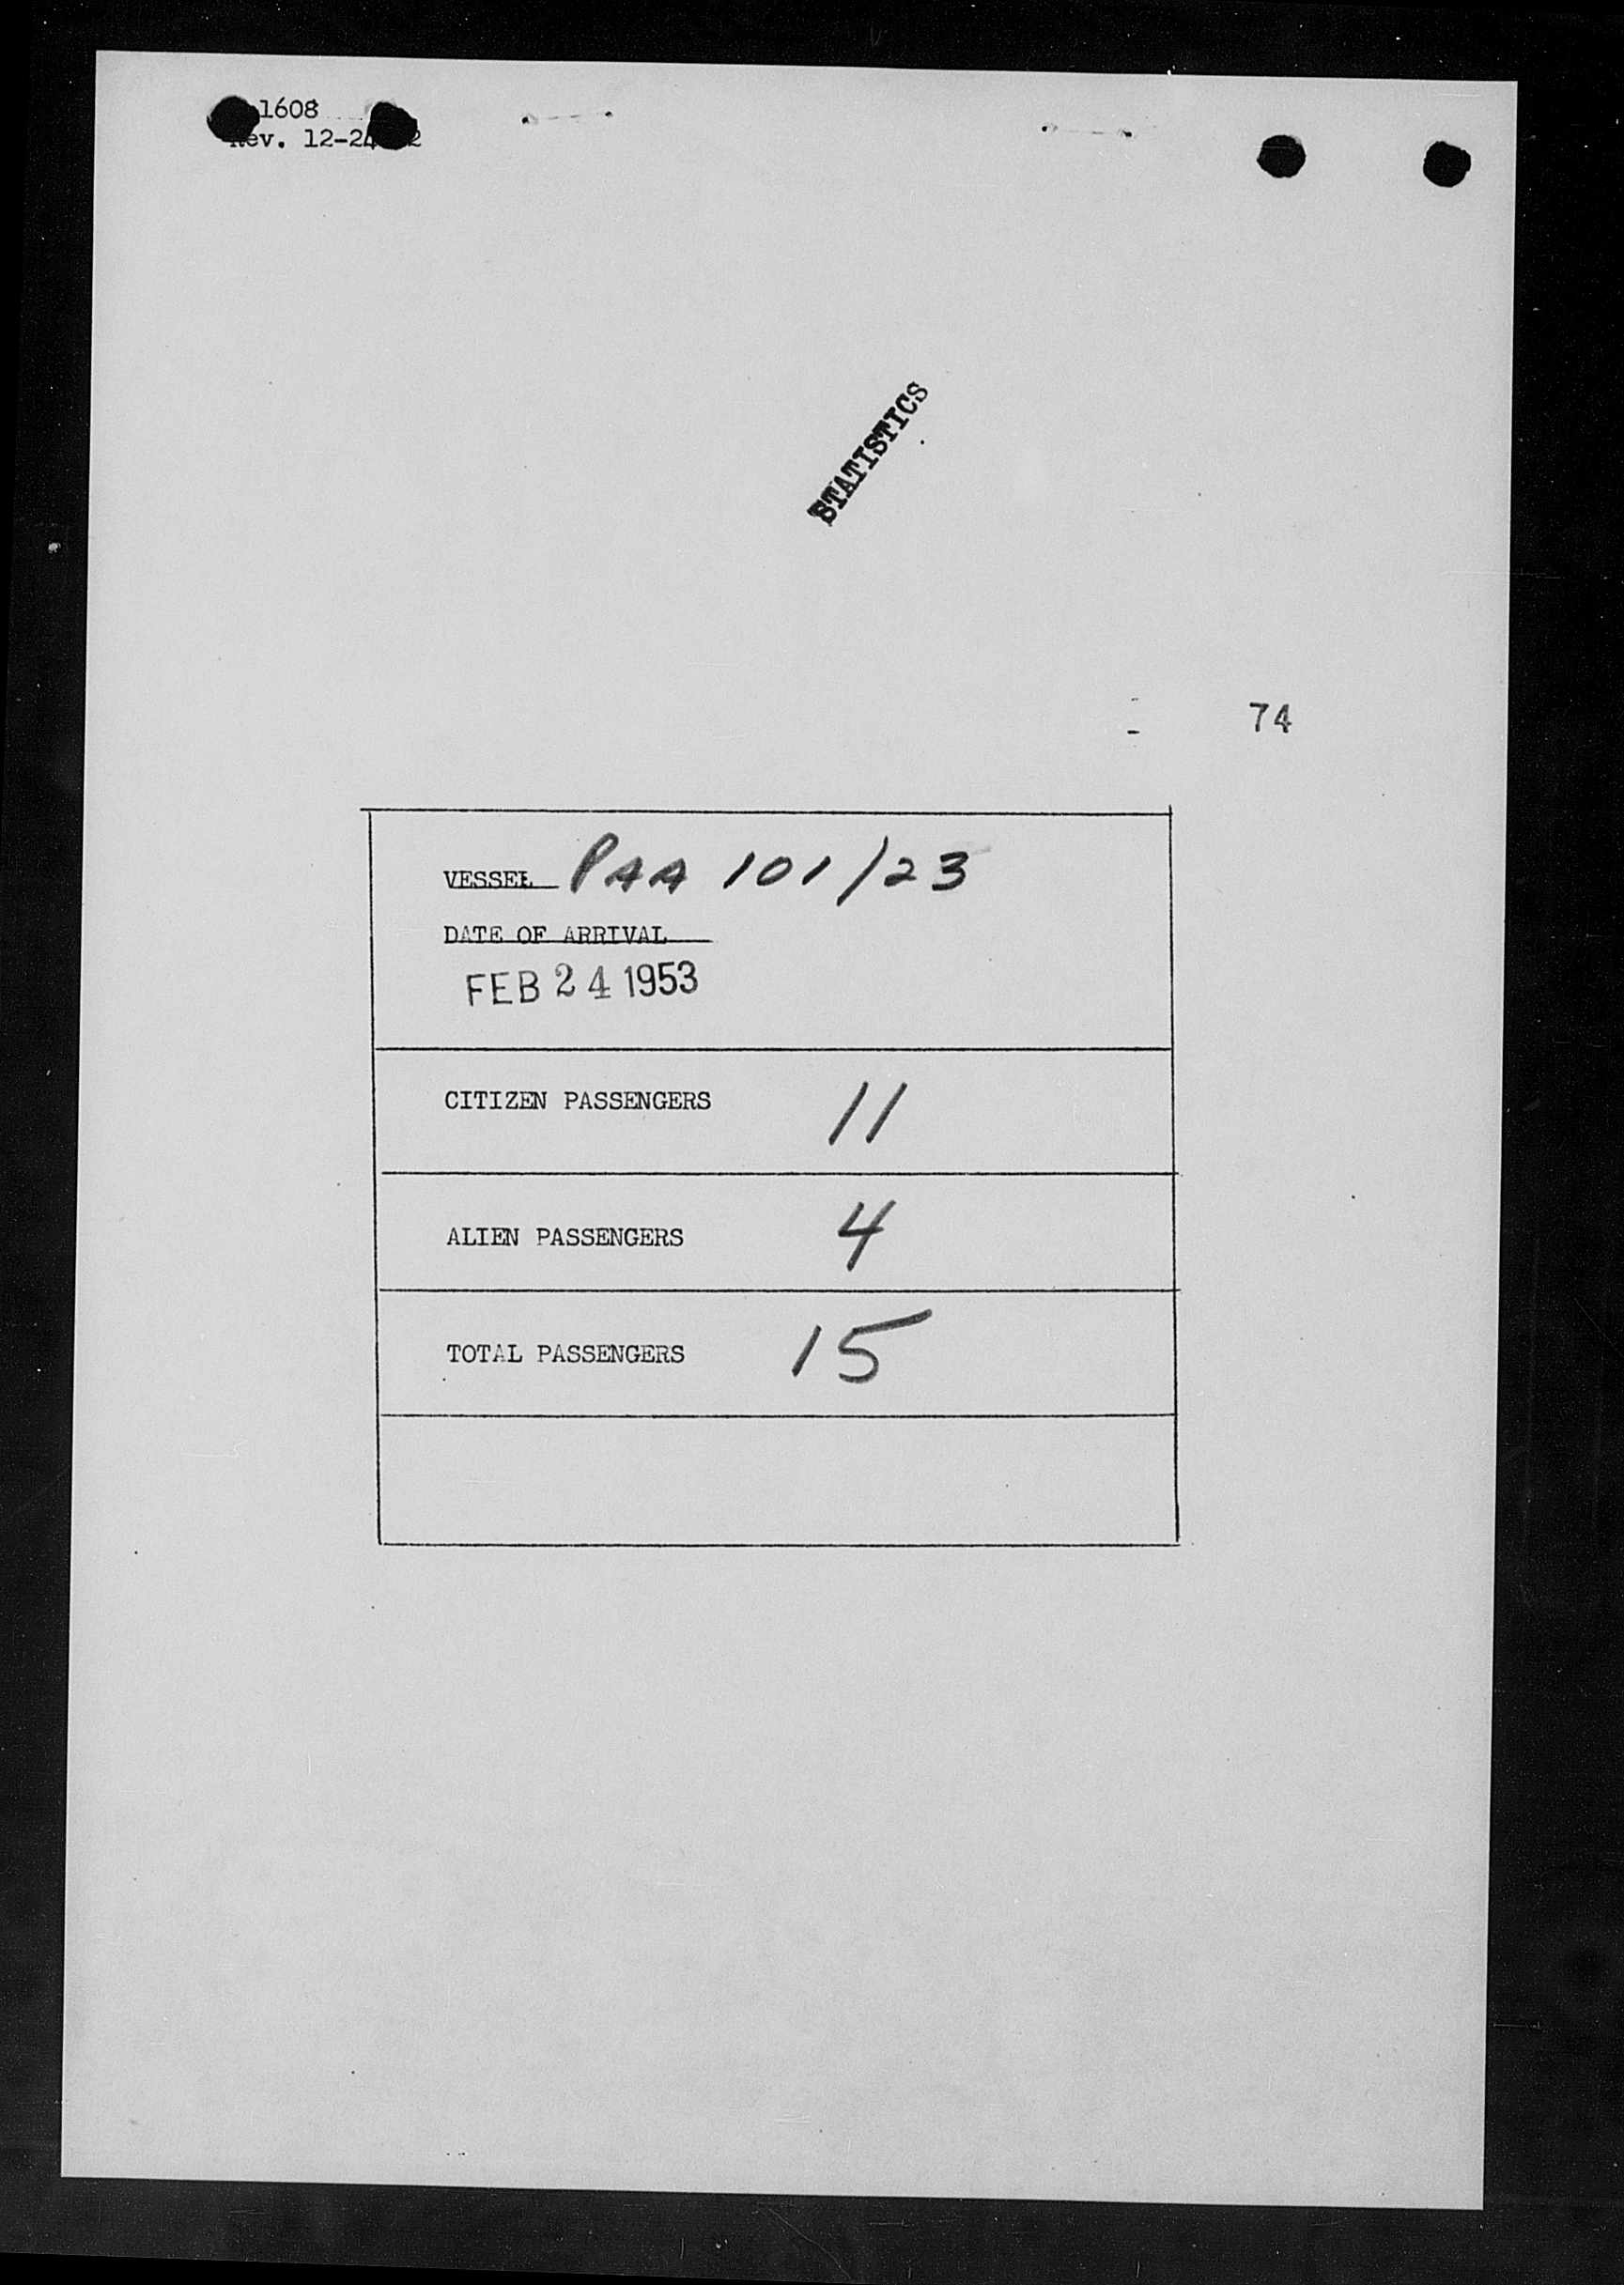 1608
Rev. 12-24
STATISTICS
74
VESSEL PAA 101/23
DATE OF ARRIVAL
FEB 24 1953
CITIZEN PASSENGERS 11
ALIEN PASSENGERS 4
TOTAL PASSENGERS 15